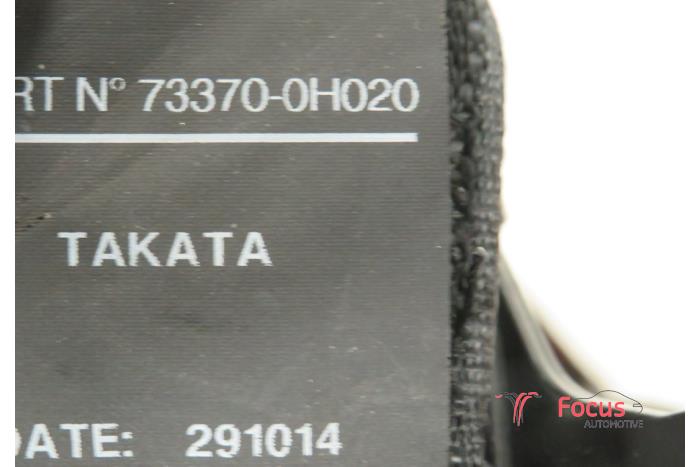 RT N° 73370-0H020
TAKATA
DATE: 291014
Focus
AUTOMOTIVE